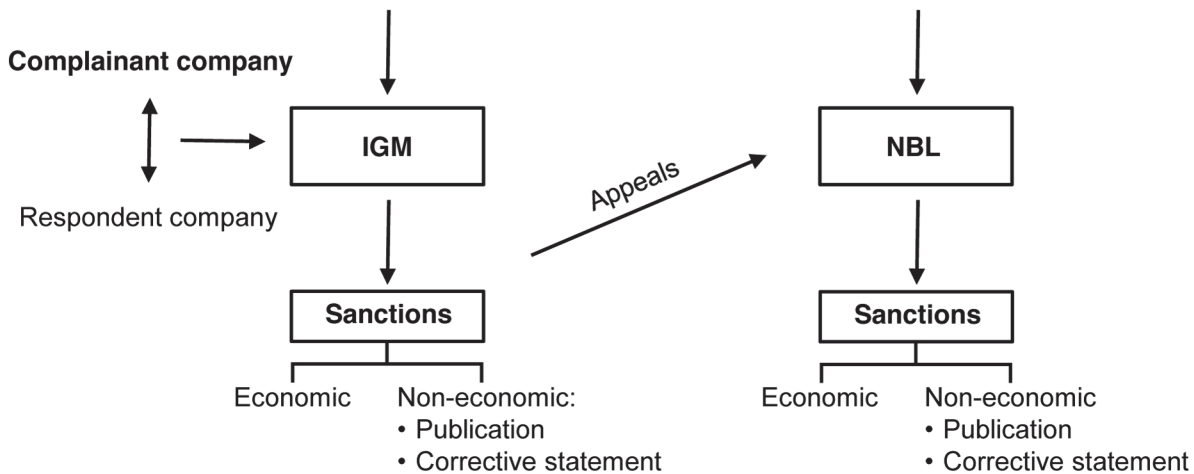 Complainant company
IGM
Respondent company
Sanctions
Economic
Non-economic:
• Publication
• Corrective statement
Appeals
NBL
Sanctions
Economic
Non-economic
• Publication
• Corrective statement